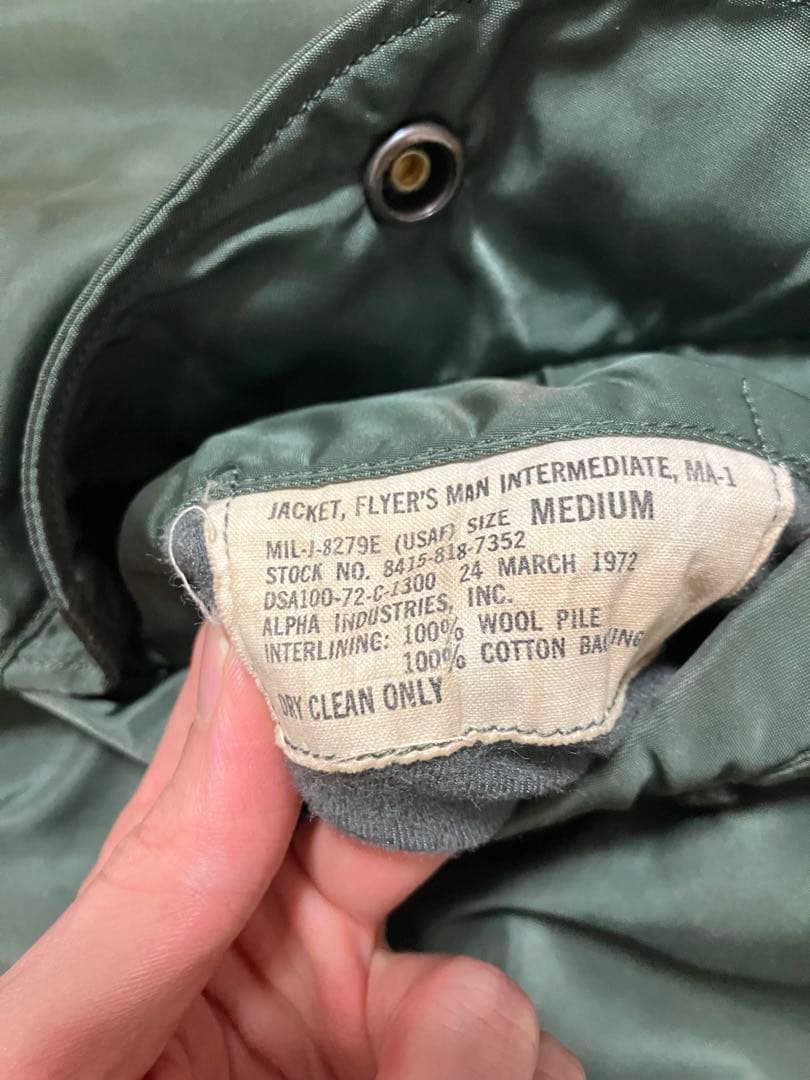 JACKET, FLYER'S MAN INTERMEDIATE, MA-1
MIL-J-8279E (USAF) SIZE MEDIUM
STOCK NO. 8415-818-7352
DSA100-72-C-1300 24 MARCH 1972
ALPHA INDUSTRIES, INC.
INTERLINING: 100% WOOL PILE
100% COTTON BACKING
DRY CLEAN ONLY